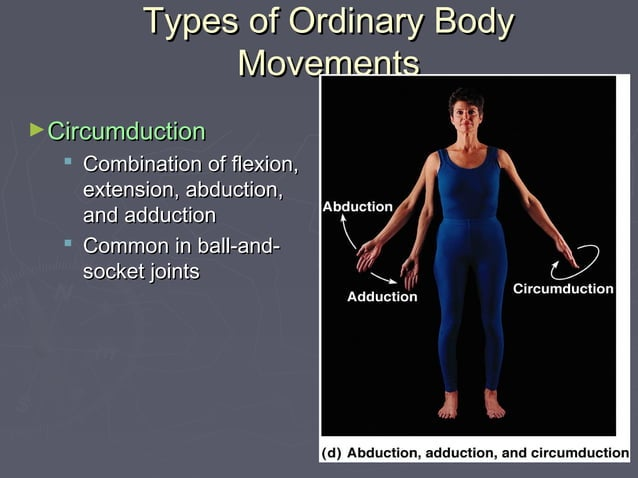 Types of Ordinary Body
Movements
►Circumduction
▪ Combination of flexion,
extension, abduction,
and adduction
▪ Common in ball-and-
socket joints
Abduction
Adduction
Circumduction
(d) Abduction, adduction, and circumduction